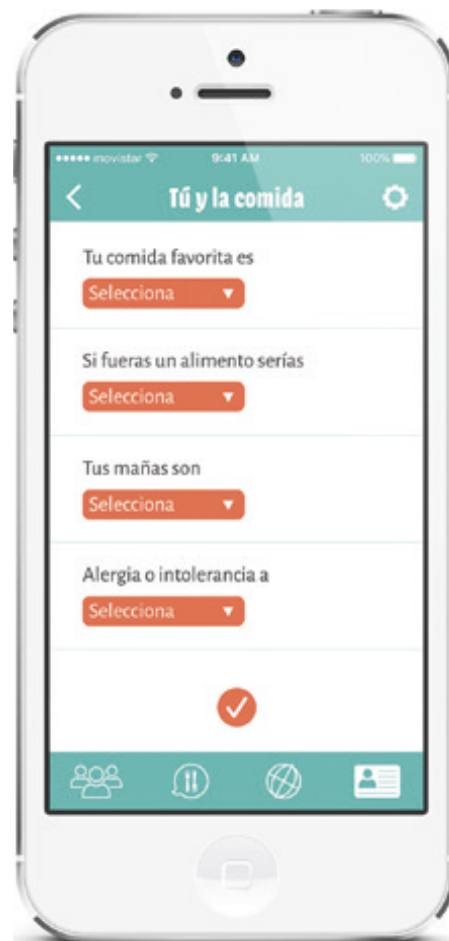 movistar 9:41 AM 100%
Tú y la comida
Tu comida favorita es
Selecciona
Si fueras un alimento serías
Selecciona
Tus mañas son
Selecciona
Alergia o intolerancia a
Selecciona